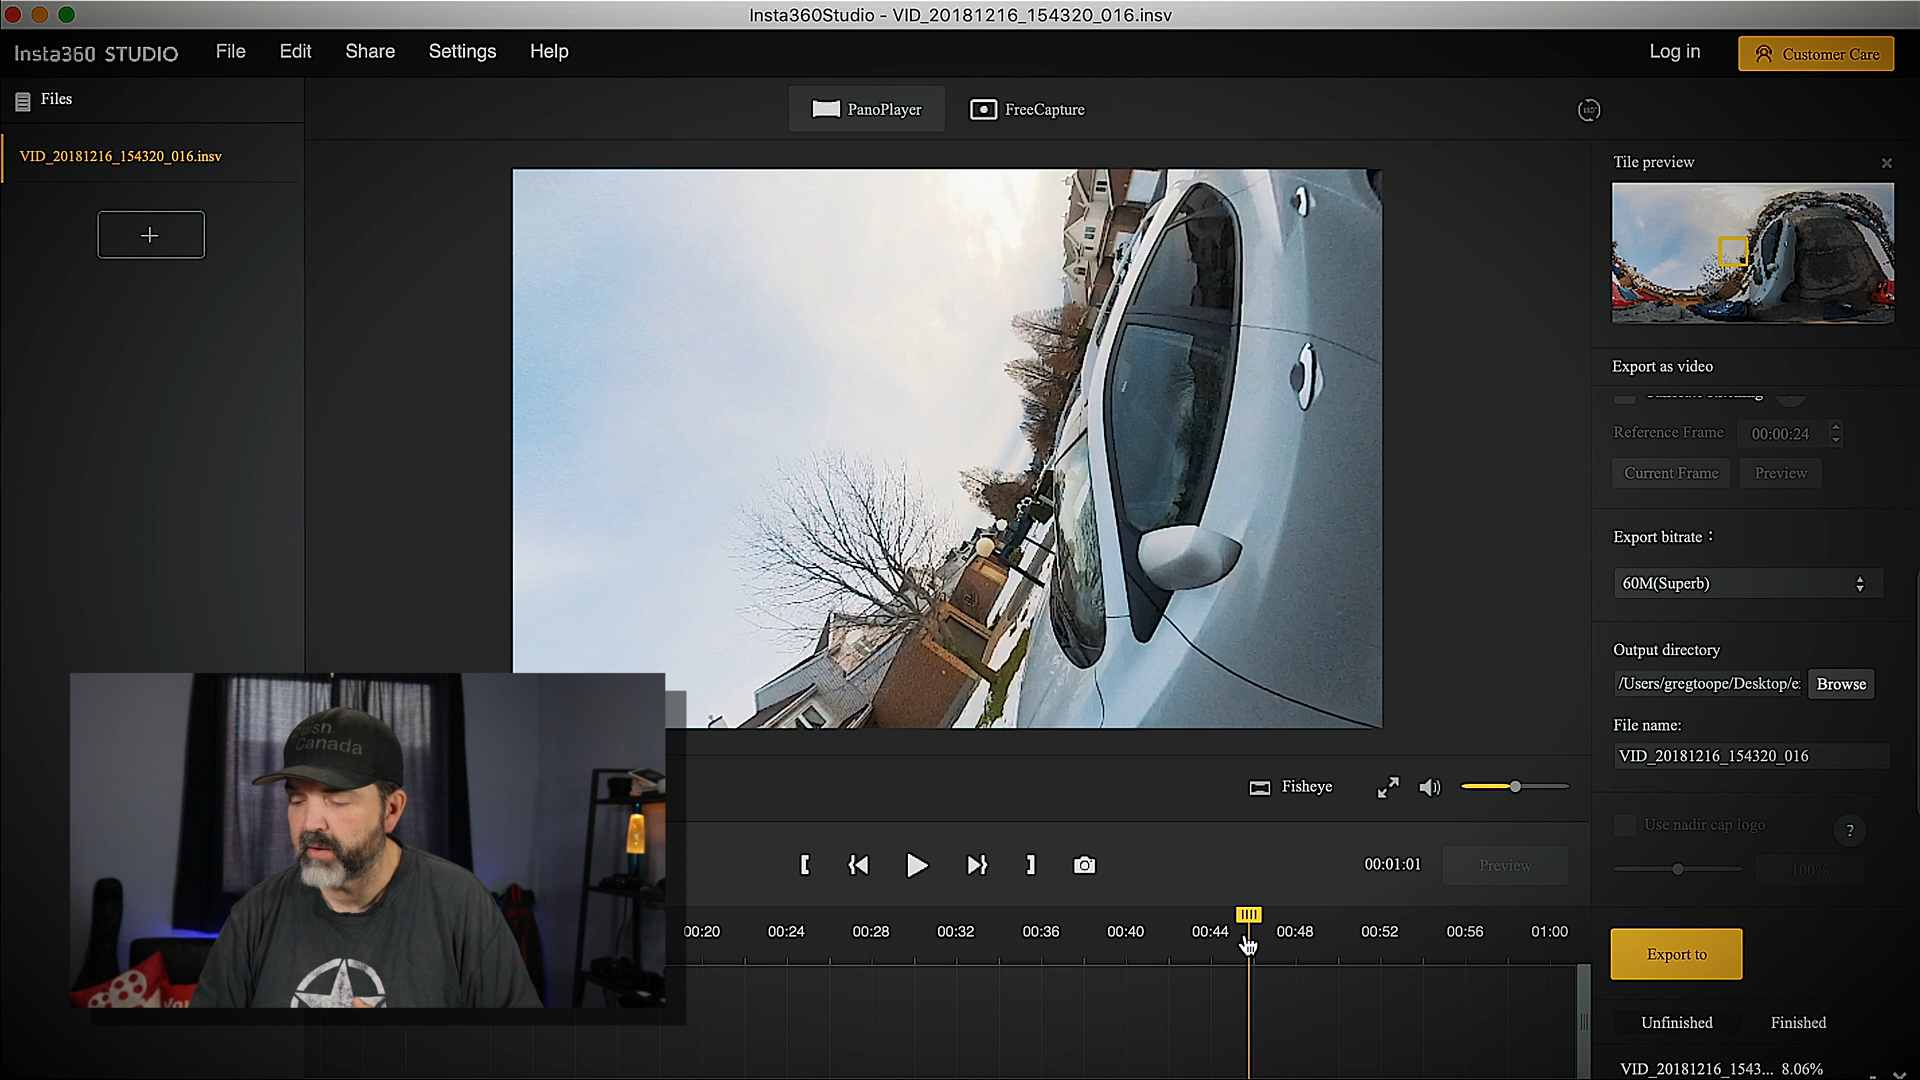 Insta360Studio - VID_20181216_154320_016.insv
Insta360 STUDIO File Edit Share Settings Help Log in Customer Care
Files
PanoPlayer FreeCapture
VID_20181216_154320_016.insv
+
Tile preview
Export as video
Reference Frame 00:00:24
Current Frame Preview
Export bitrate：
60M(Superb)
Output directory
/Users/gregtoope/Desktop/e
Browse
File name:
VID_20181216_154320_016
Use nadir cap logo ?
100%
Fisheye
Canada
00:01:01 Preview
00:20 00:24 00:28 00:32 00:36 00:40 00:44 00:48 00:52 00:56 01:00
Export to
Unfinished Finished
VID_20181216_1543... 8.06%